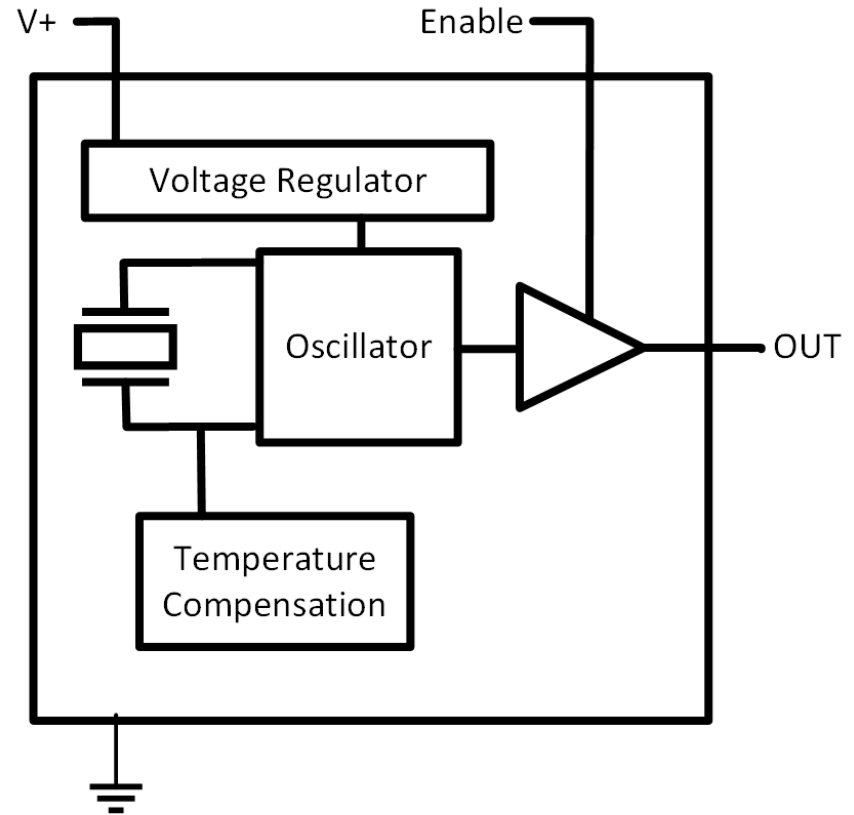 V+
Enable
Voltage Regulator
Oscillator
OUT
Temperature
Compensation